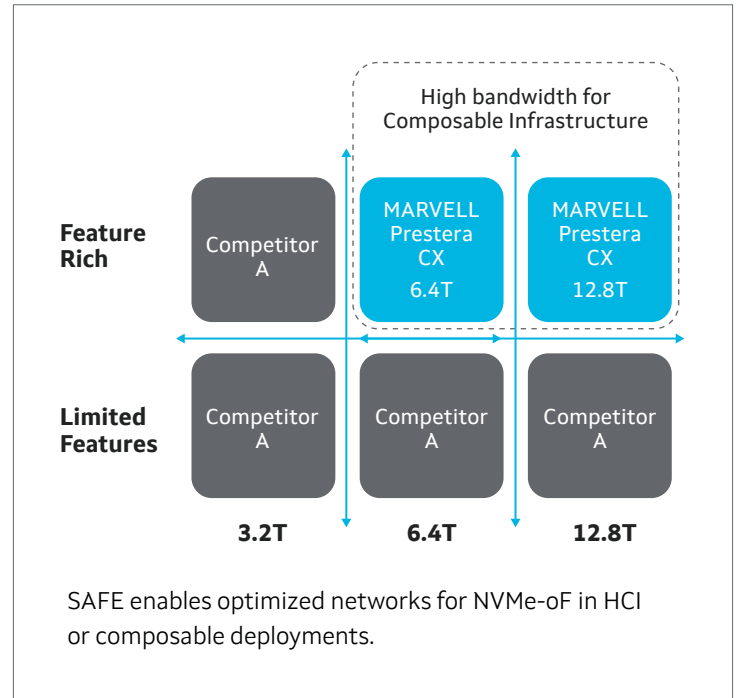 High bandwidth for
Composable Infrastructure
Feature
Rich
Competitor
A
MARVELL
Prestera
CX
6.4T
MARVELL
Prestera
CX
12.8T
Limited
Features
Competitor
A
Competitor
A
Competitor
A
3.2T
6.4T
12.8T
SAFE enables optimized networks for NVMe-oF in HCI
or composable deployments.